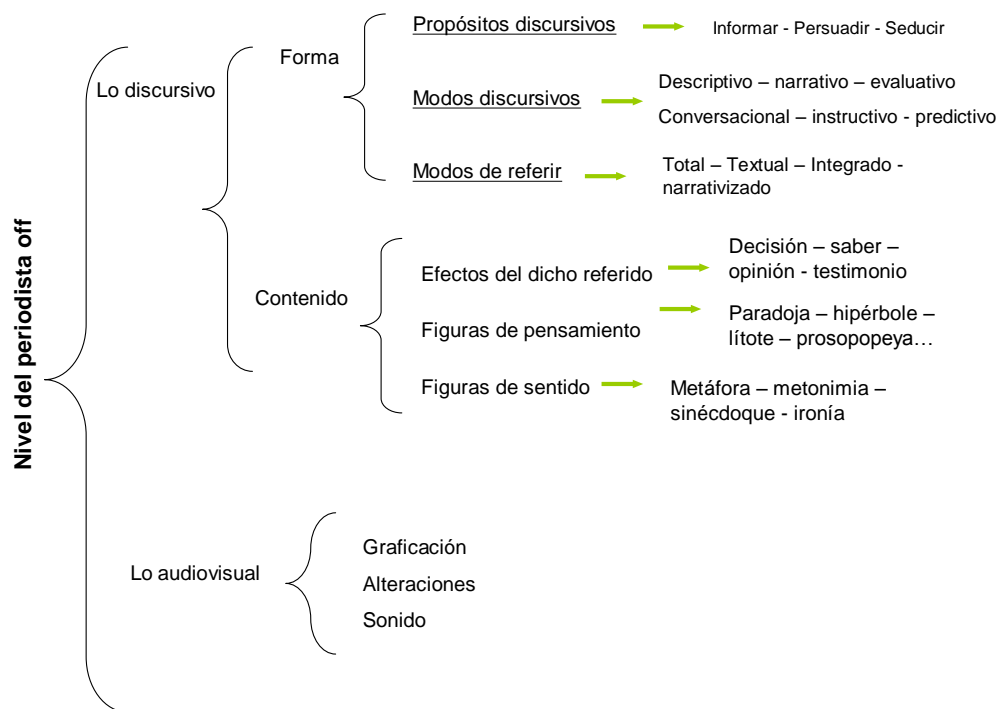 Nivel del periodista off
Lo discursivo
Forma
Propósitos discursivos
Informar - Persuadir - Seducir
Modos discursivos
Descriptivo – narrativo – evaluativo
Conversacional – instructivo - predictivo
Modos de referir
Total – Textual – Integrado -
narrativizado
Contenido
Efectos del dicho referido
Decisión – saber –
opinión - testimonio
Figuras de pensamiento
Paradoja – hipérbole –
lítote – prosopopeya…
Figuras de sentido
Metáfora – metonimia –
sinécdoque - ironía
Lo audiovisual
Graficación
Alteraciones
Sonido